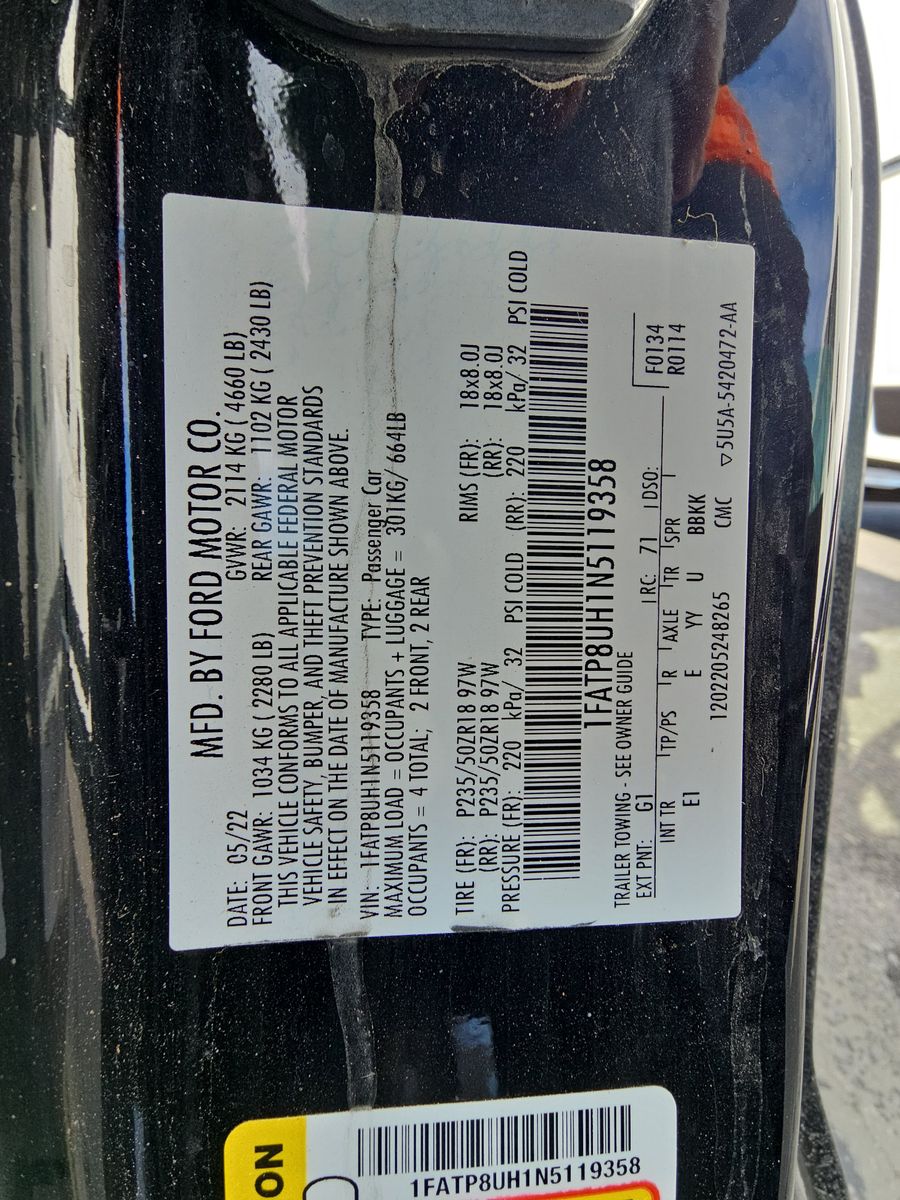 MFD. BY FORD MOTOR CO.
DATE: 05/22 GVWR: 2114 KG ( 4660 LB)
FRONT GAWR: 1034 KG ( 2280 LB) REAR GAWR: 1102 KG ( 2430 LB)
THIS VEHICLE CONFORMS TO ALL APPLICABLE FEDERAL MOTOR
VEHICLE SAFETY, BUMPER, AND THEFT PREVENTION STANDARDS
IN EFFECT ON THE DATE OF MANUFACTURE SHOWN ABOVE.
VIN: 1FATP8UH1N5119358 TYPE: Passenger Car
MAXIMUM LOAD = OCCUPANTS + LUGGAGE = 301KG/ 664LB
OCCUPANTS = 4 TOTAL; 2 FRONT, 2 REAR
TIRE (FR): P235/50ZR18 97W RIMS (FR): 18x8.0J
(RR): P235/50ZR18 97W (RR): 18x8.0J
PRESSURE (FR): 220 kPa/ 32 PSI COLD (RR): 220 kPa/ 32 PSI COLD
1FATP8UH1N5119358
TRAILER TOWING - SEE OWNER GUIDE F0134
EXT PNT: G1 RC: 71 DSO: R0114
INT TR TP/PS R AXLE TR SPR
E1 E YY U BBKK
1202205248265 CMC ▽5U5A-5420472-AA
ON
1FATP8UH1N5119358